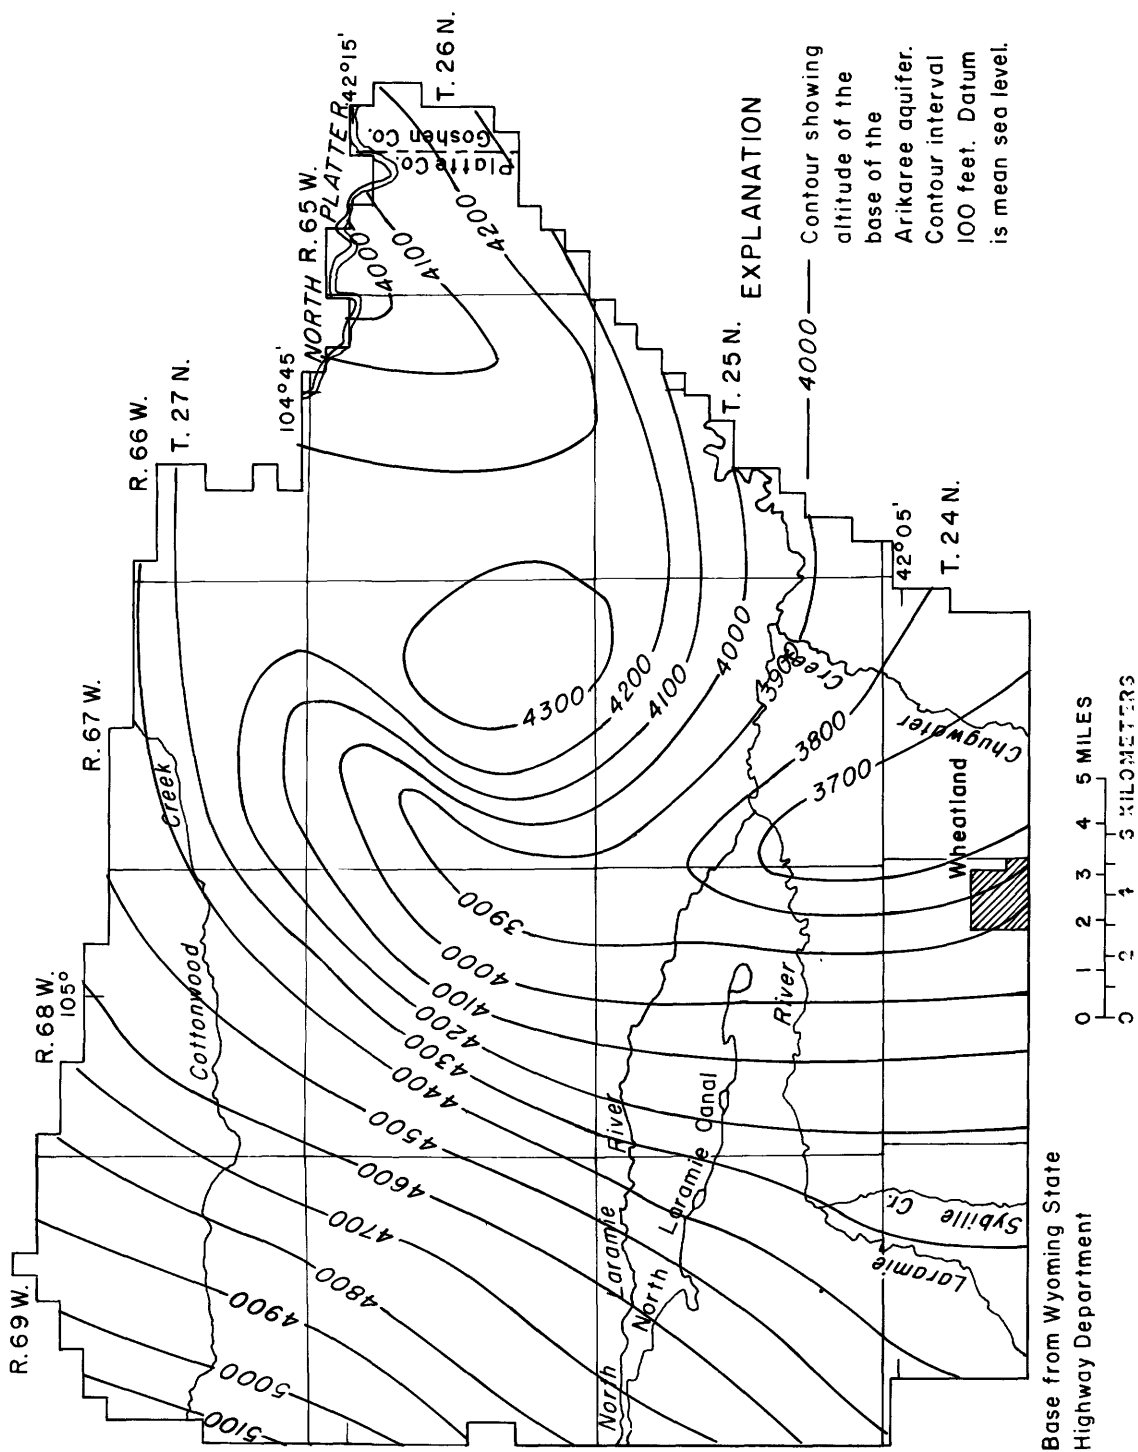 R. 69 W.
R. 68 W.
105°
R. 67 W.
R. 66 W.
T. 27 N.
104°45'
NORTH PLATTE R.
R. 65 W.
42°15'
T. 26 N.
Platte Co.
Goshen Co.
Cottonwood
Creek
5100
5000
4900
4800
4700
4600
4500
4400
4300
4200
4100
4000
3900
4300
4200
4100
4000
3900
3800
3700
4000
4100
4200
North
Laramie
River
North
Laramie
Canal
River
Laramie
Sybille
Cr.
Chugwater
Creek
Wheatland
T. 25 N.
42°05'
T. 24 N.
EXPLANATION
4000
Contour showing
altitude of the
base of the
Arikaree aquifer.
Contour interval
100 feet. Datum
is mean sea level.
0 1 2 3 4 5 MILES
KILOMETERS
Base from Wyoming State
Highway Department